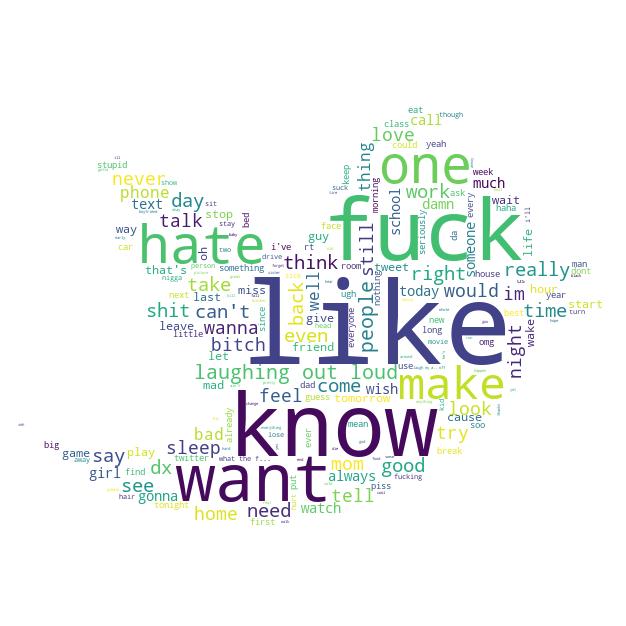 eat
though
class
call
love
could
yeah
thing
one
week
stupid
never
show
keep
suck
morning
work
ask
much
phone
text
day
sit
school
damn
every
wait
haha
talk
stop
face
fuck
seriously
someone
life
i'll
way
stay
bed
guy
still
da
man
car
hate
oh
two
i've
rt
drive
that's
person
something
think
room
tweet
right
really
dont
next
take
miss
ugh
nothing
house
hour
shit
last
can't
since
back
well
people
today
would
im
year
time
start
leave
little
wanna
give
everyone
like
new
long
best
turn
bitch
even
head
movie
omg
night
wake
let
friend
use
laughing out loud
mad
feel
dad
come
wish
make
guess
tomorrow
kid
look
already
know
mean
cause
soo
big
bad
lose
ever
try
game
say
sleep
break
girl
find
play
twitter
what the f...
dx
want
mom
good
always
fucking
see
hair
gonna
put
tell
piss
tonight
home
need
watch
first